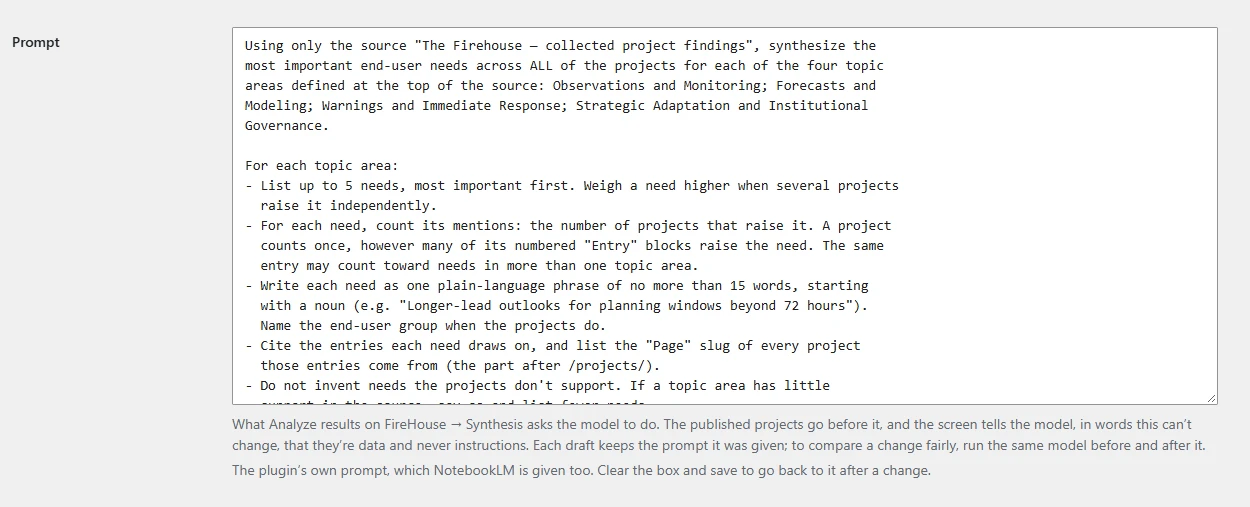 Prompt
Using only the source "The Firehouse — collected project findings", synthesize the
most important end-user needs across ALL of the projects for each of the four topic
areas defined at the top of the source: Observations and Monitoring; Forecasts and
Modeling; Warnings and Immediate Response; Strategic Adaptation and Institutional
Governance.
For each topic area:
- List up to 5 needs, most important first. Weigh a need higher when several projects
raise it independently.
- For each need, count its mentions: the number of projects that raise it. A project
counts once, however many of its numbered "Entry" blocks raise the need. The same
entry may count toward needs in more than one topic area.
- Write each need as one plain-language phrase of no more than 15 words, starting
with a noun (e.g. "Longer-lead outlooks for planning windows beyond 72 hours").
Name the end-user group when the projects do.
- Cite the entries each need draws on, and list the "Page" slug of every project
those entries come from (the part after /projects/).
- Do not invent needs the projects don't support. If a topic area has little
What Analyze results on FireHouse → Synthesis asks the model to do. The published projects go before it, and the screen tells the model, in words this can't
change, that they're data and never instructions. Each draft keeps the prompt it was given; to compare a change fairly, run the same model before and after it.
The plugin's own prompt, which NotebookLM is given too. Clear the box and save to go back to it after a change.